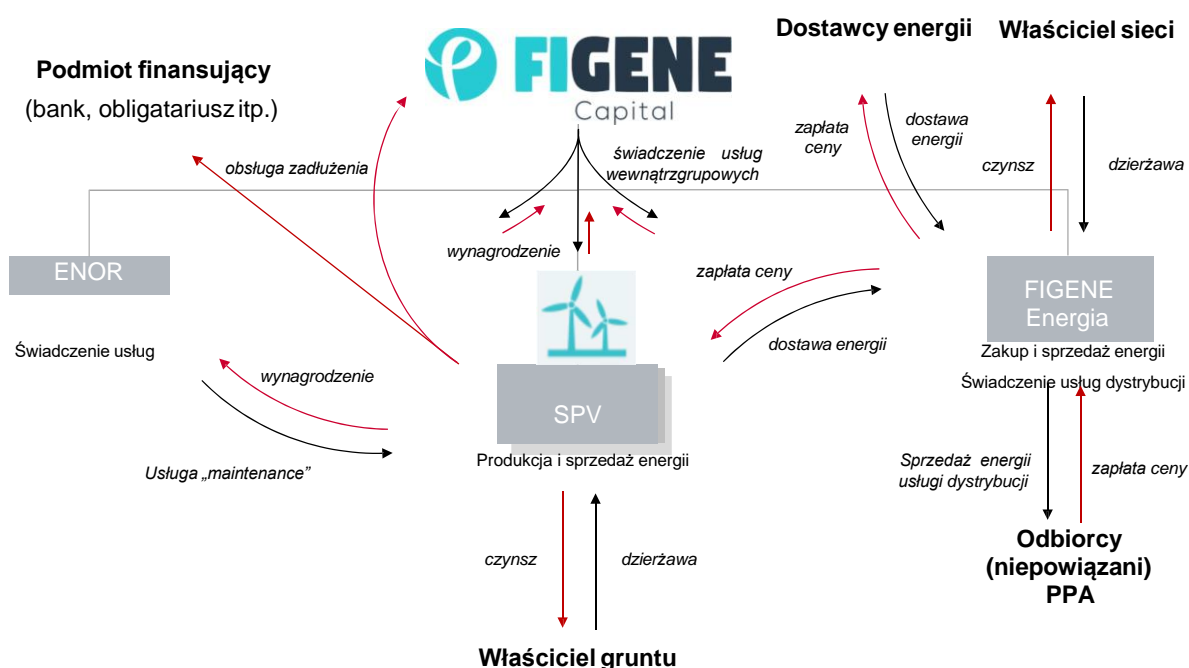 Podmiot finansujący
(bank, obligatariusz itp.)
FIGENE
Capital
Dostawcy energii
Właściciel sieci
obsługa zadłużenia
świadczenie usług
wewnątrzgrupowych
zapłata
ceny
dostawa
energii
czynsz
dzierżawa
wynagrodzenie
ENOR
Świadczenie usług
zapłata ceny
dostawa energii
FIGENE
Energia
Zakup i sprzedaż energii
Świadczenie usług dystrybucji
wynagrodzenie
Usługa „maintenance”
SPV
Produkcja i sprzedaż energii
Sprzedaż energii
usługi dystrybucji
zapłata ceny
Odbiorcy
(niepowiązani)
PPA
czynsz
dzierżawa
Właściciel gruntu